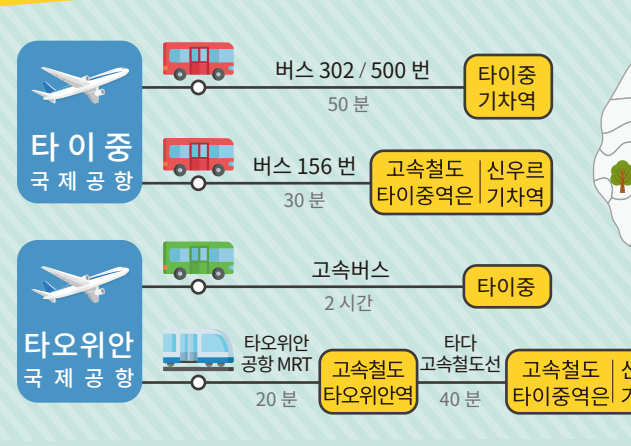 타이중
국제공항
버스 302 / 500 번
50 분
타이중
기차역
버스 156 번
30 분
고속철도
타이중역은
신우르
기차역
타오위안
국제공항
고속버스
2 시간
타이중
타오위안
공항 MRT
20 분
고속철도
타오위안역
타다
고속철도선
40 분
고속철도
타이중역은